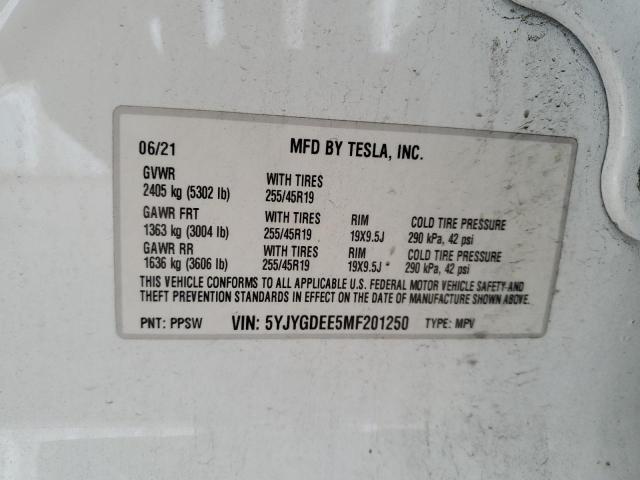 06/21 MFD BY TESLA, INC.
GVWR WITH TIRES
2405 kg (5302 lb) 255/45R19
GAWR FRT WITH TIRES RIM COLD TIRE PRESSURE
1363 kg (3004 lb) 255/45R19 19X9.5J 290 kPa, 42 psi
GAWR RR WITH TIRES RIM COLD TIRE PRESSURE
1636 kg (3606 lb) 255/45R19 19X9.5J 290 kPa, 42 psi
THIS VEHICLE CONFORMS TO ALL APPLICABLE U.S. FEDERAL MOTOR VEHICLE SAFETY AND
THEFT PREVENTION STANDARDS IN EFFECT ON THE DATE OF MANUFACTURE SHOWN ABOVE.
PNT: PPSW VIN: 5YJYGDEE5MF201250 TYPE: MPV